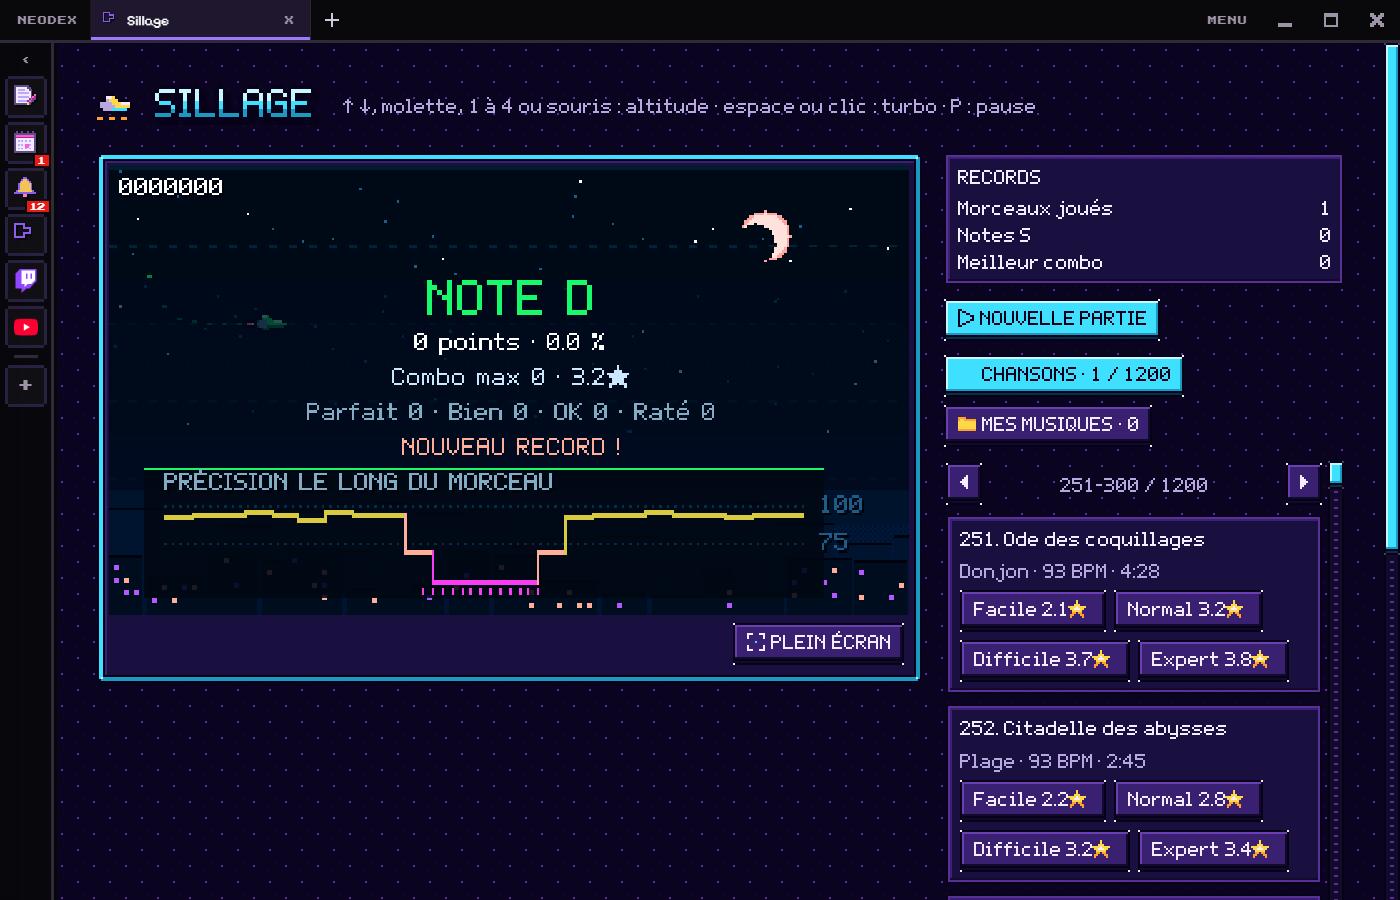 NEODEX
Sillage
MENU
1
12
SILLAGE
↑↓, molette, 1 à 4 ou souris : altitude · espace ou clic : turbo · P : pause
0000000
NOTE D
0 points · 0.0 %
Combo max 0 · 3.2★
Parfait 0 · Bien 0 · OK 0 · Raté 0
NOUVEAU RECORD !
PRÉCISION LE LONG DU MORCEAU
100
75
PLEIN ÉCRAN
RECORDS
Morceaux joués 1
Notes S 0
Meilleur combo 0
NOUVELLE PARTIE
CHANSONS · 1 / 1200
MES MUSIQUES · 0
251-300 / 1200
251. Ode des coquillages
Donjon · 93 BPM · 4:28
Facile 2.1★ Normal 3.2★
Difficile 3.7★ Expert 3.8★
252. Citadelle des abysses
Plage · 93 BPM · 2:45
Facile 2.2★ Normal 2.8★
Difficile 3.2★ Expert 3.4★